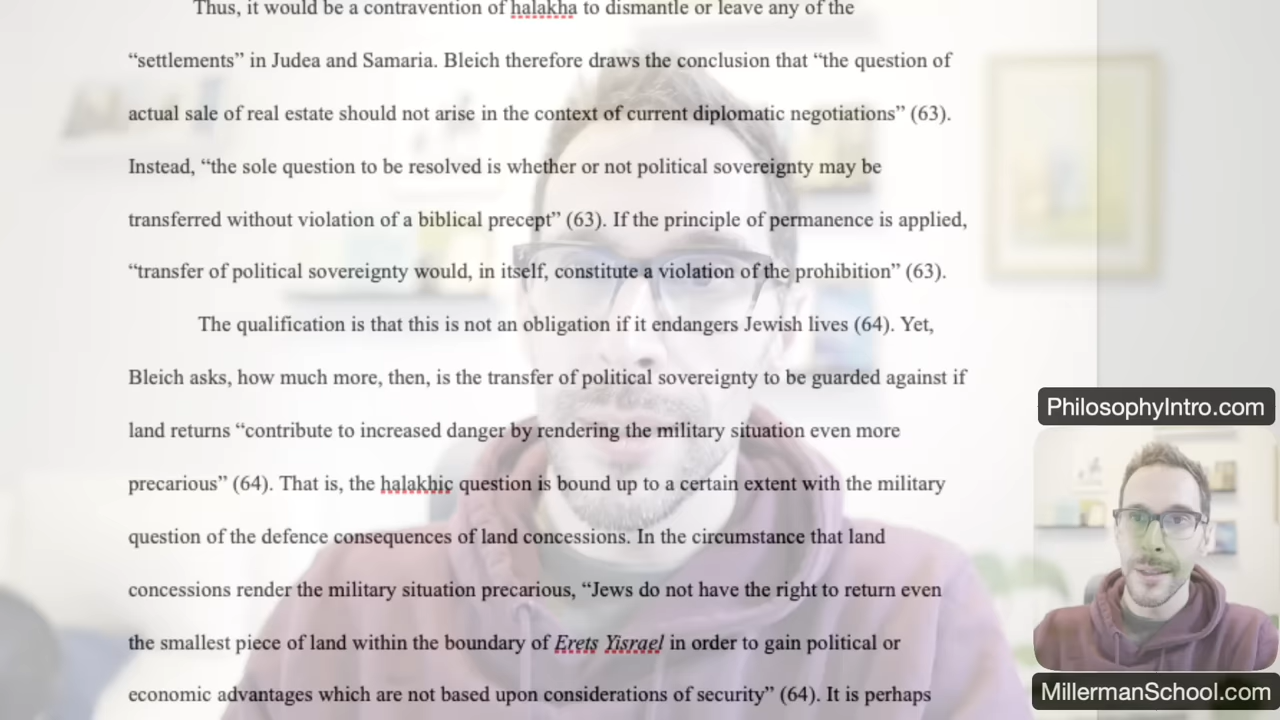 Thus, it would be a contravention of halakha to dismantle or leave any of the
“settlements” in Judea and Samaria. Bleich therefore draws the conclusion that “the question of
actual sale of real estate should not arise in the context of current diplomatic negotiations” (63).
Instead, “the sole question to be resolved is whether or not political sovereignty may be
transferred without violation of a biblical precept” (63). If the principle of permanence is applied,
“transfer of political sovereignty would, in itself, constitute a violation of the prohibition” (63).
The qualification is that this is not an obligation if it endangers Jewish lives (64). Yet,
Bleich asks, how much more, then, is the transfer of political sovereignty to be guarded against if
land returns “contribute to increased danger by rendering the military situation even more
precarious” (64). That is, the halakhic question is bound up to a certain extent with the military
question of the defence consequences of land concessions. In the circumstance that land
concessions render the military situation precarious, “Jews do not have the right to return even
the smallest piece of land within the boundary of Erets Yisrael in order to gain political or
economic advantages which are not based upon considerations of security” (64). It is perhaps
PhilosophyIntro.com
MillermanSchool.com